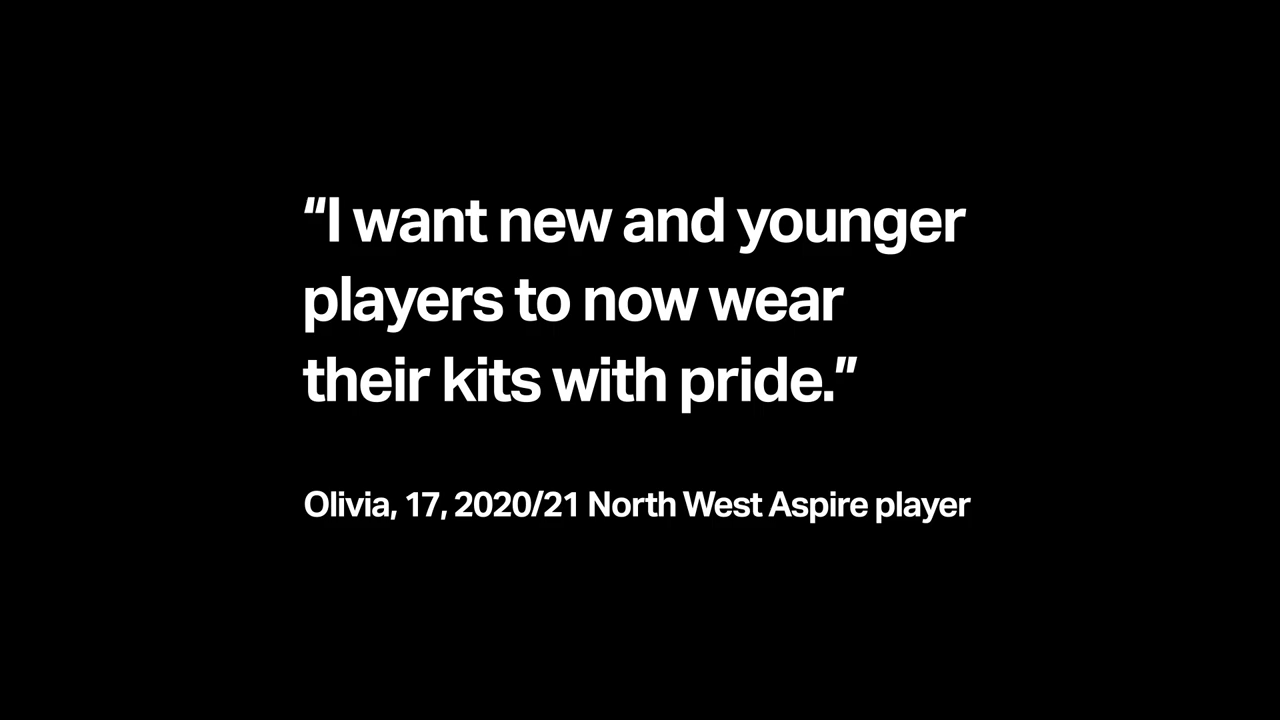 “I want new and younger
players to now wear
their kits with pride.”
Olivia, 17, 2020/21 North West Aspire player